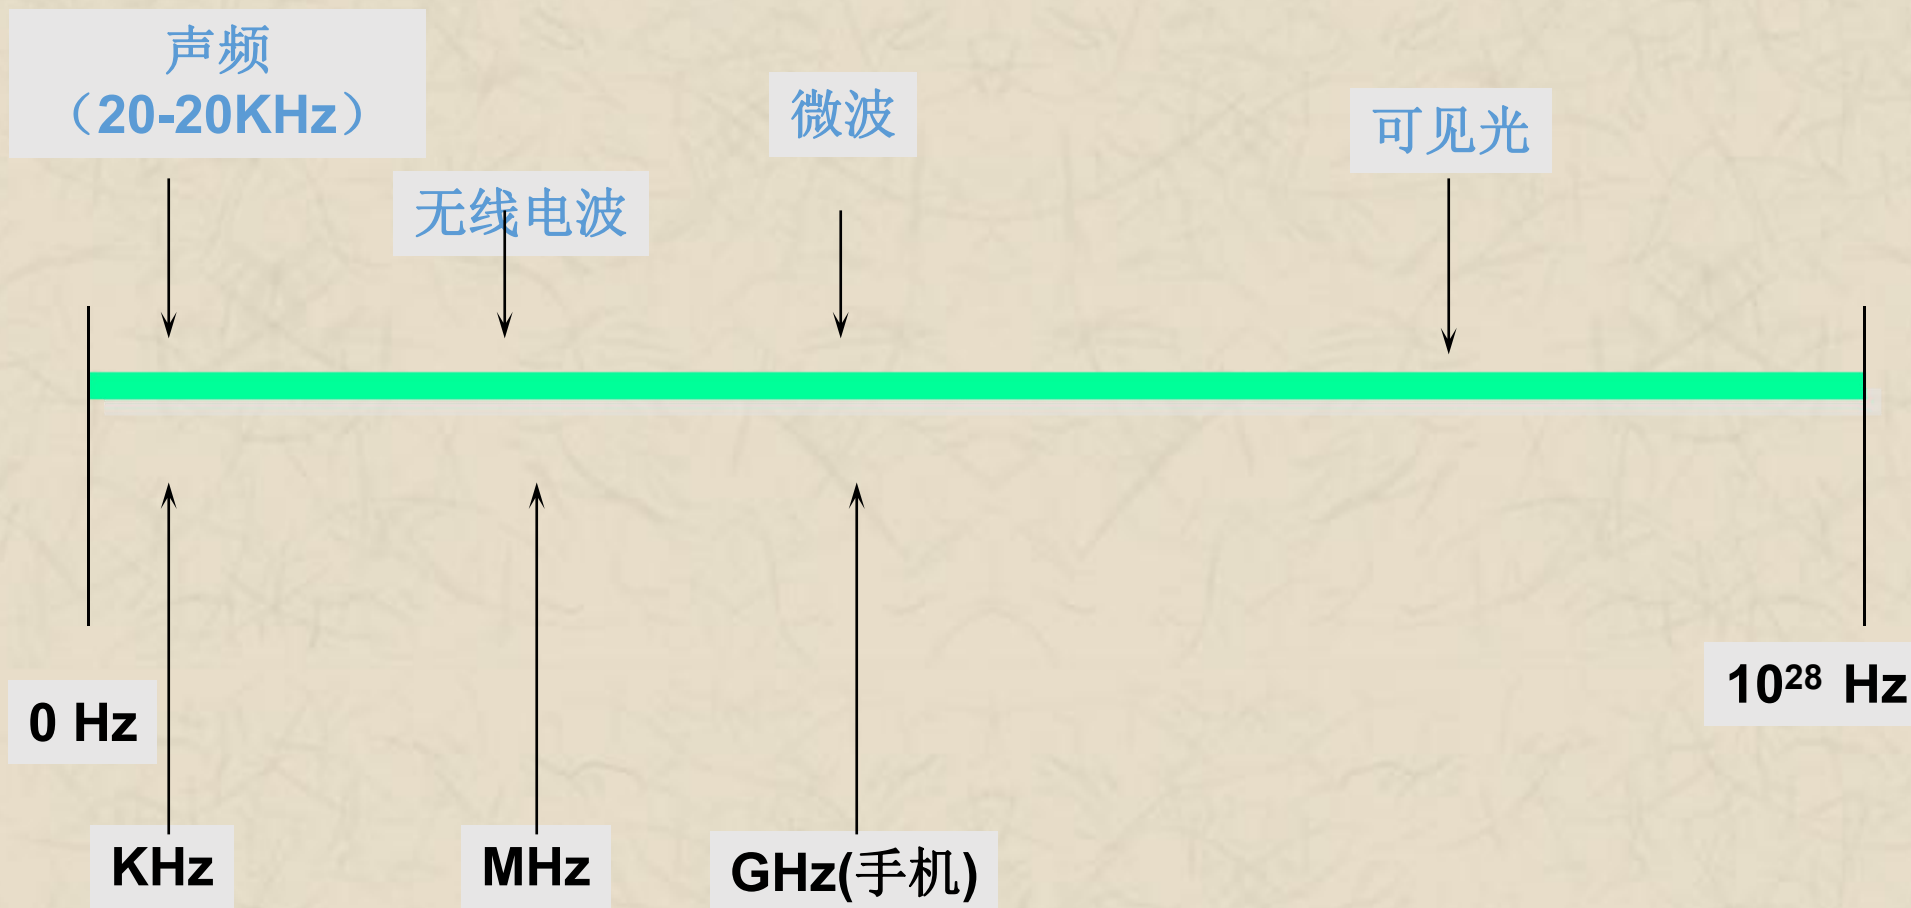 声频
（20-20KHz）
微波
可见光
无线电波
0 Hz
10²⁸ Hz
KHz
MHz
GHz(手机)